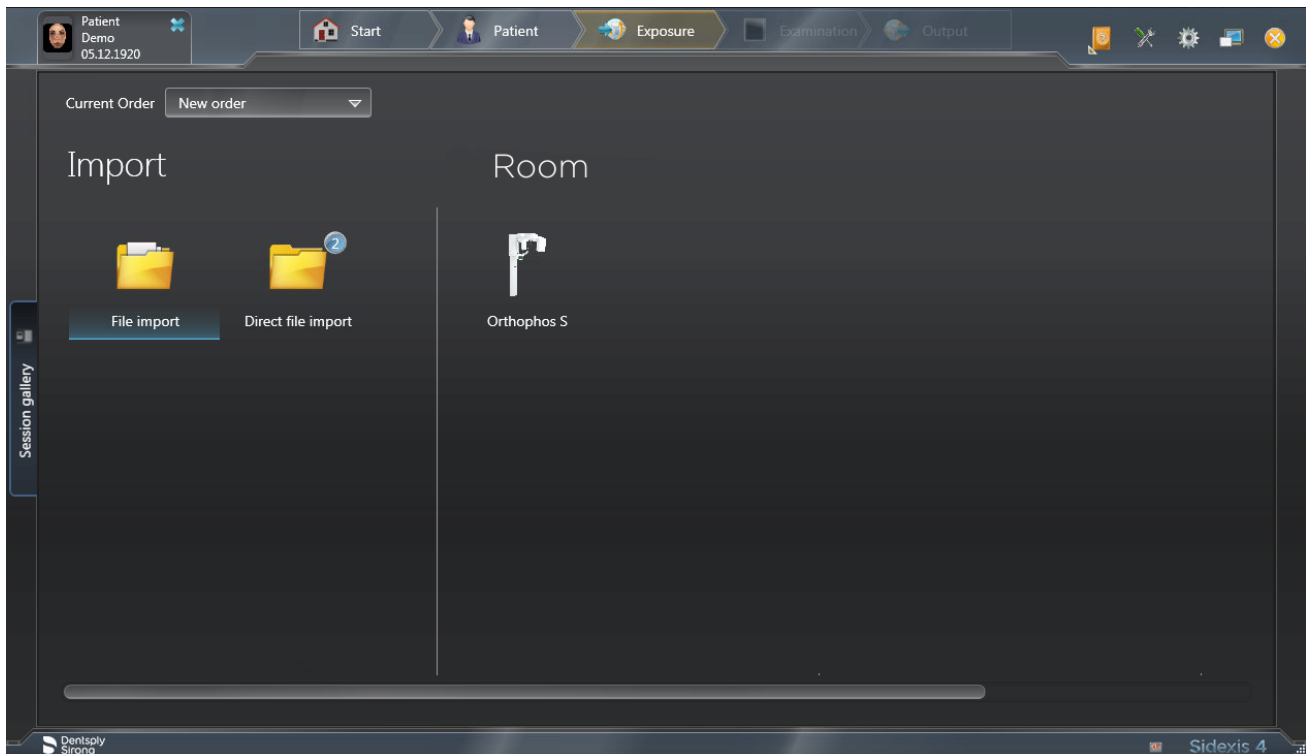 Patient
Demo
05.12.1920
Start
Patient
Exposure
Examination
Output
Current Order
New order
Import
Room
2
File import
Direct file import
Orthophos S
Session gallery
Dentsply
Sirona
Sidexis 4